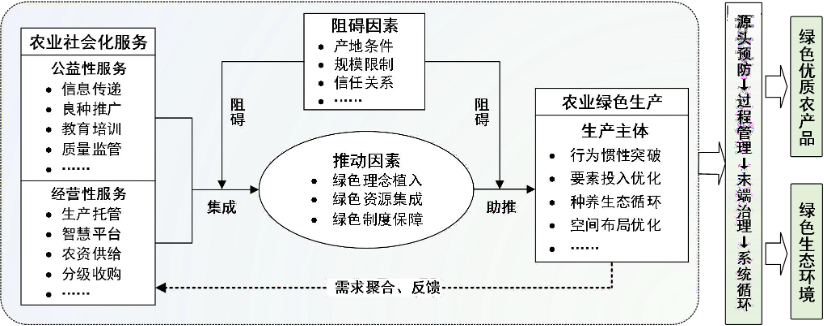 农业社会化服务
公益性服务
• 信息传递
• 良种推广
• 教育培训
• 质量监管
• ······
经营性服务
• 生产托管
• 智慧平台
• 农资供给
• 分级收购
• ······
集成
阻碍
阻碍因素
• 产地条件
• 规模限制
• 信任关系
• ······
阻碍
推动因素
• 绿色理念植入
• 绿色资源集成
• 绿色制度保障
助推
农业绿色生产
生产主体
• 行为惯性突破
• 要素投入优化
• 种养生态循环
• 空间布局优化
• ······
需求聚合、反馈
源头预防→过程管理→末端治理→系统循环
绿色优质农产品
绿色生态环境